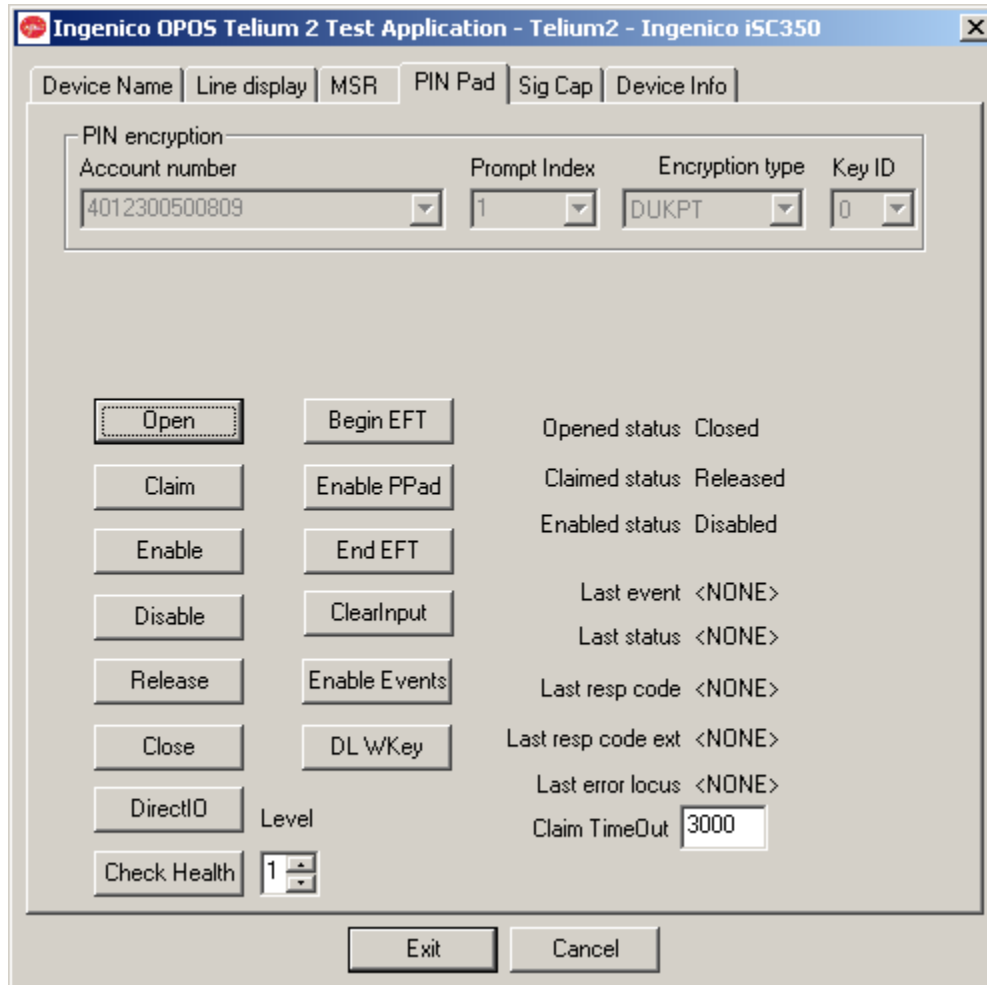 Ingenico OPOS Telium 2 Test Application - Telium2 - Ingenico iSC350
Device Name Line display MSR PIN Pad Sig Cap Device Info
PIN encryption
Account number Prompt Index Encryption type Key ID
4012300500809 1 DUKPT 0
Open Begin EFT Opened status Closed
Claim Enable PPad Claimed status Released
Enable End EFT Enabled status Disabled
Disable ClearInput Last event <NONE>
Last status <NONE>
Release Enable Events Last resp code <NONE>
Close DL WKey Last resp code ext <NONE>
Last error locus <NONE>
DirectIO Level Claim TimeOut 3000
Check Health 1
Exit Cancel